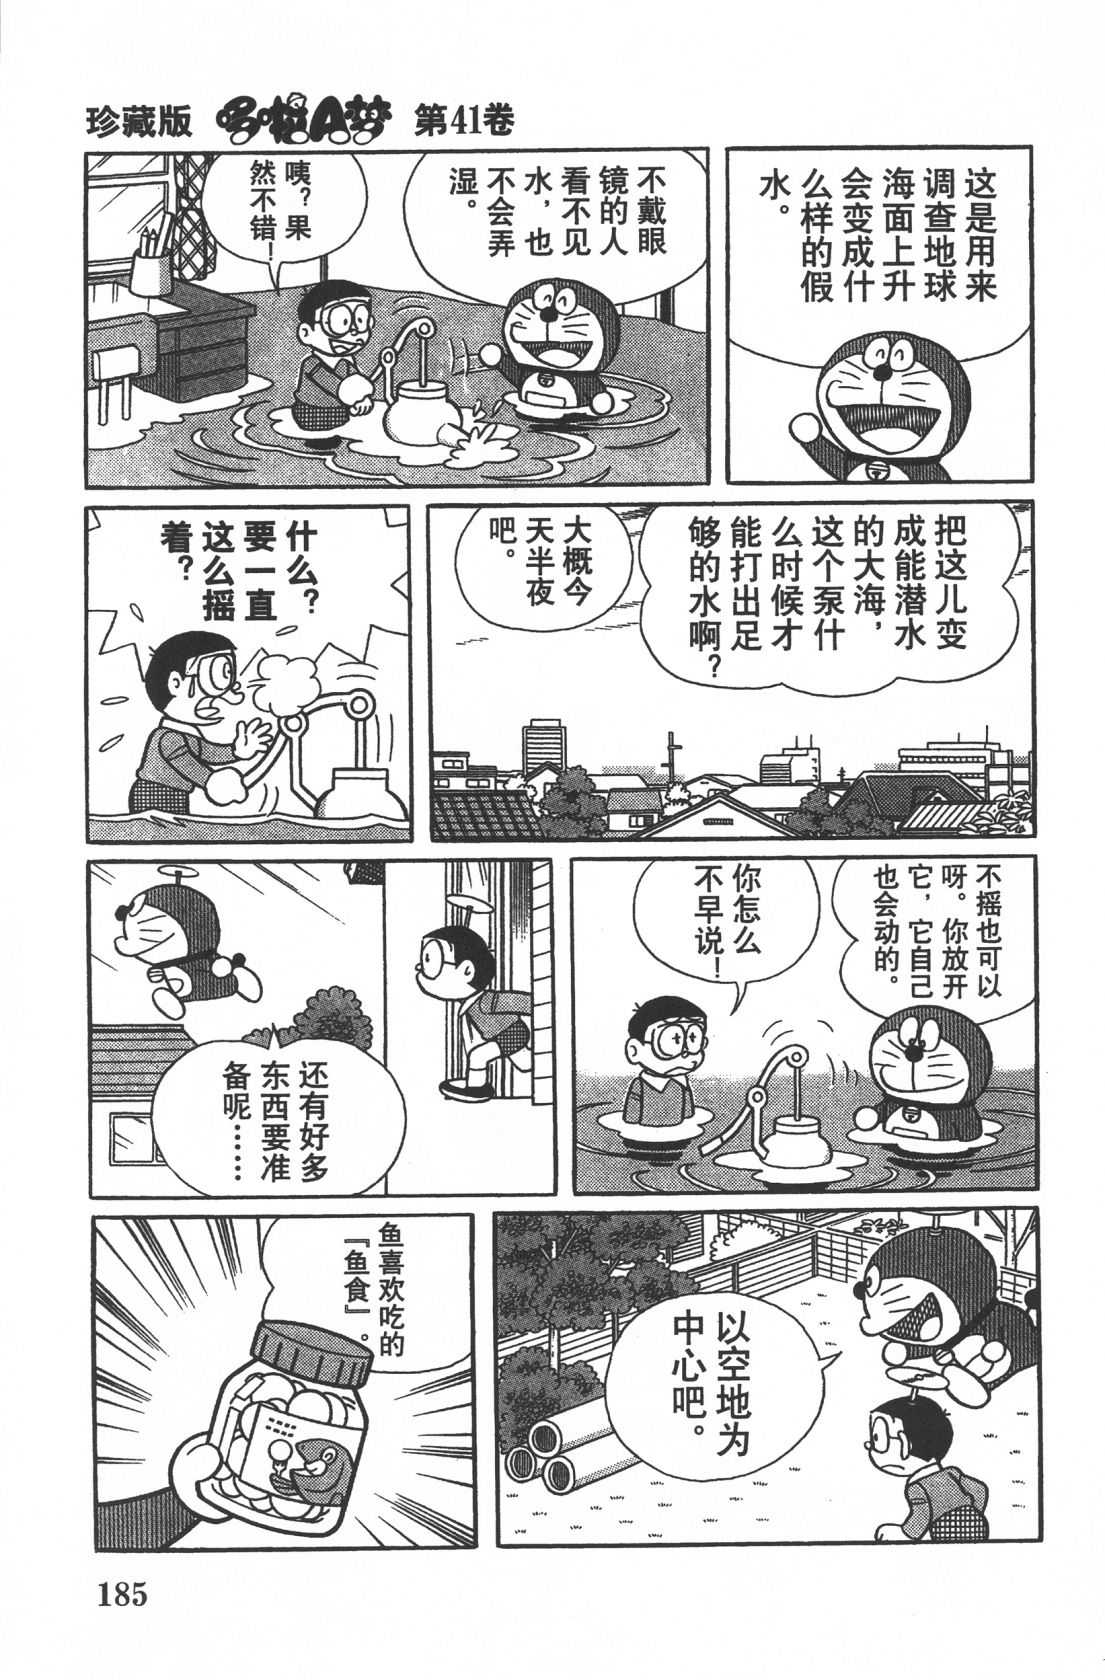 珍藏版 哆啦A梦 第41卷
这是用来
调查地球
海面上升
会变成什
么样的假
水。
不戴眼
镜的人
看不见
水，也
不会弄
湿。
咦？果
然不错！
把这儿变
成能潜水
的大海，
这个泵什
么时候才
能打出足
够的水啊？
大概今
天半夜
吧。
什么？
要一直
这么摇
着？
不摇也可以
呀。你放开
它，它自己
也会动的。
你怎么
不早说！
还有好多
东西要准
备呢……
以空地为
中心吧。
鱼喜欢吃的
『鱼食』。
185